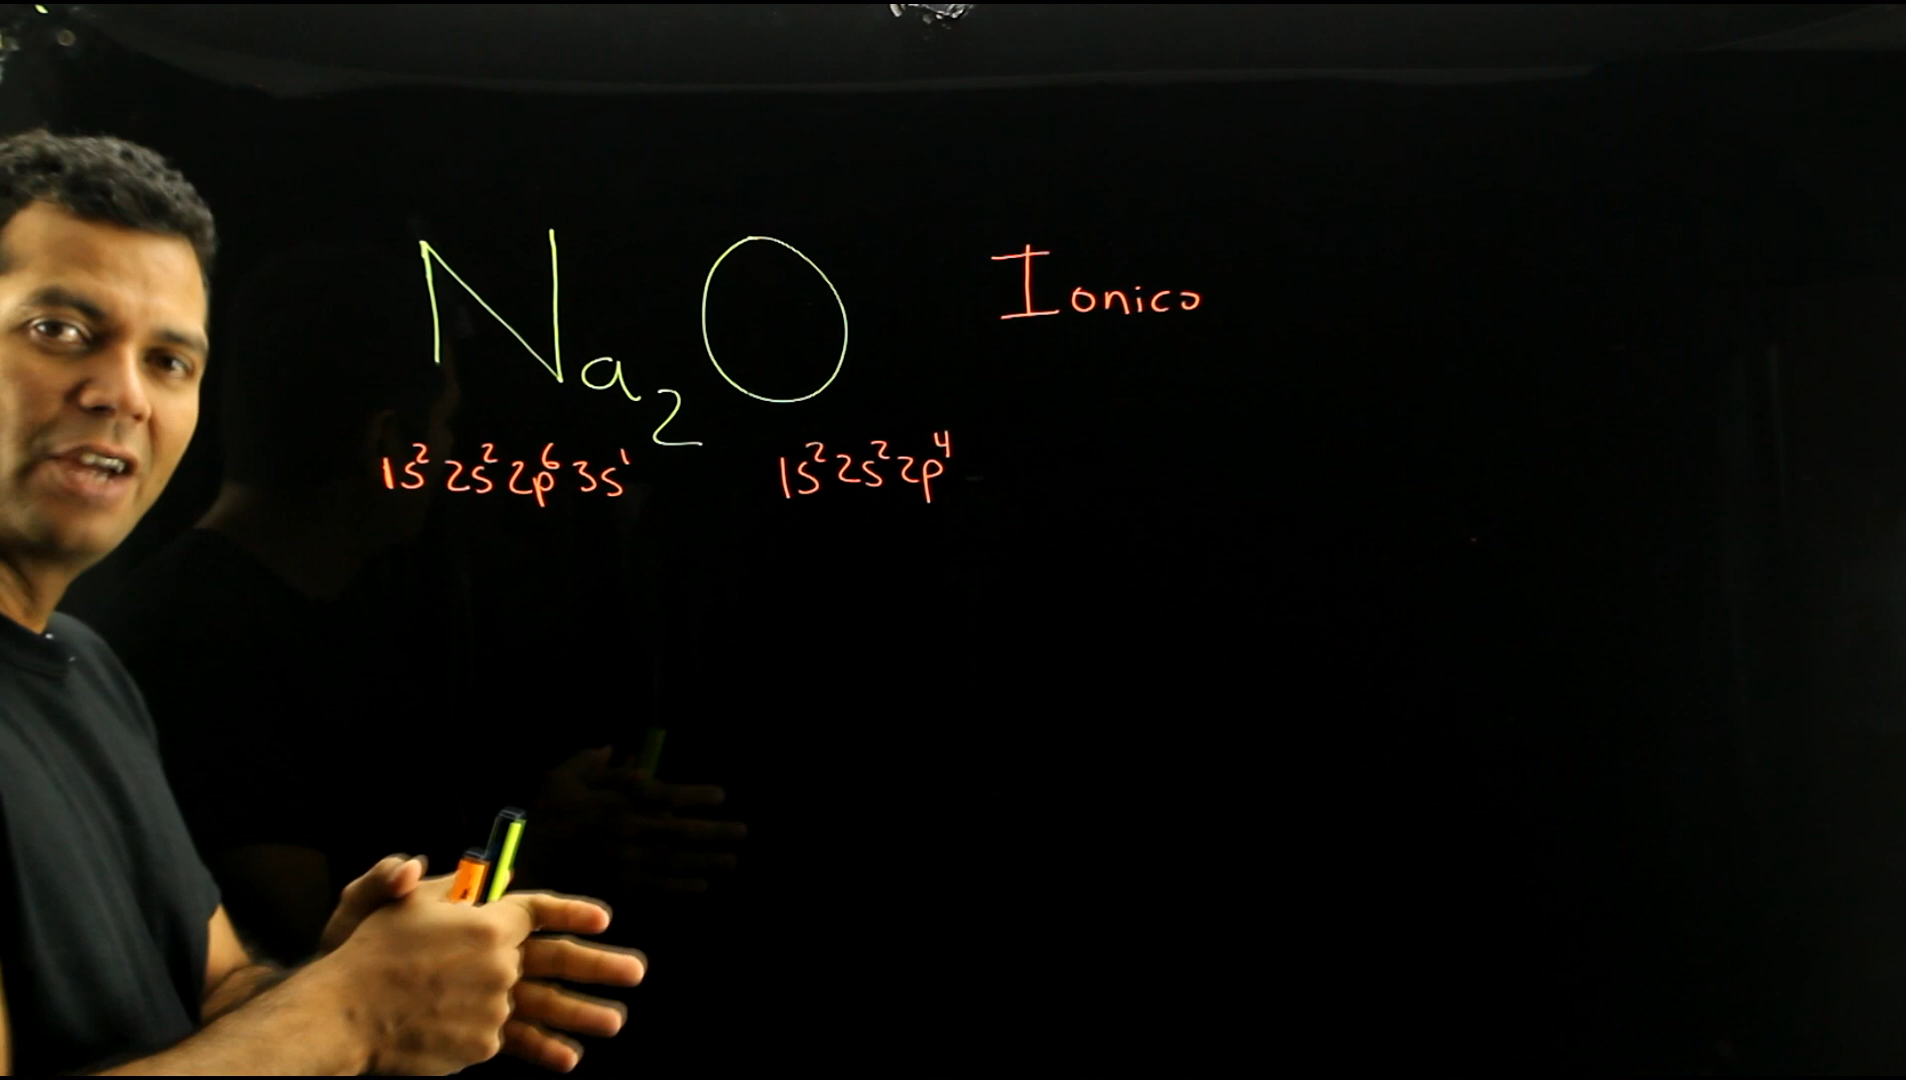 Na₂O Ionico
1s² 2s² 2p⁶ 3s¹ 1s² 2s² 2p⁴